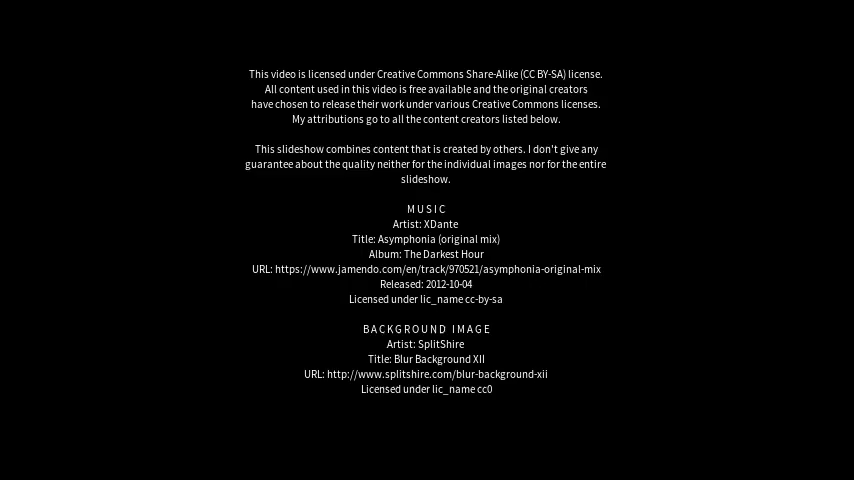 This video is licensed under Creative Commons Share-Alike (CC BY-SA) license.
All content used in this video is free available and the original creators
have chosen to release their work under various Creative Commons licenses.
My attributions go to all the content creators listed below.
This slideshow combines content that is created by others. I don't give any
guarantee about the quality neither for the individual images nor for the entire
slideshow.
MUSIC
Artist: XDante
Title: Asymphonia (original mix)
Album: The Darkest Hour
URL: https://www.jamendo.com/en/track/970521/asymphonia-original-mix
Released: 2012-10-04
Licensed under lic_name cc-by-sa
BACKGROUND IMAGE
Artist: SplitShire
Title: Blur Background XII
URL: http://www.splitshire.com/blur-background-xii
Licensed under lic_name cc0